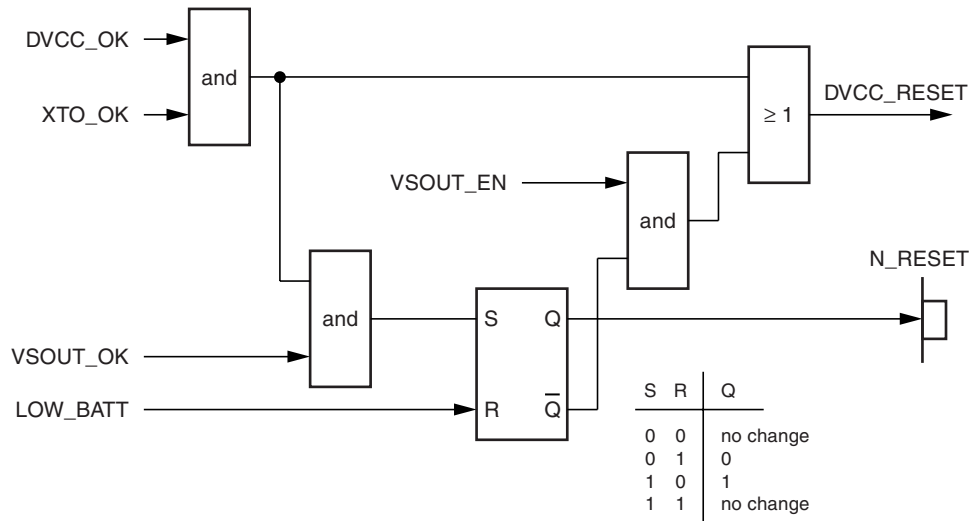 DVCC_OK
and
XTO_OK
≥ 1
DVCC_RESET
VSOUT_EN
and
N_RESET
and
S Q
VSOUT_OK
LOW_BATT
R Q̅
S R Q
0 0 no change
0 1 0
1 0 1
1 1 no change